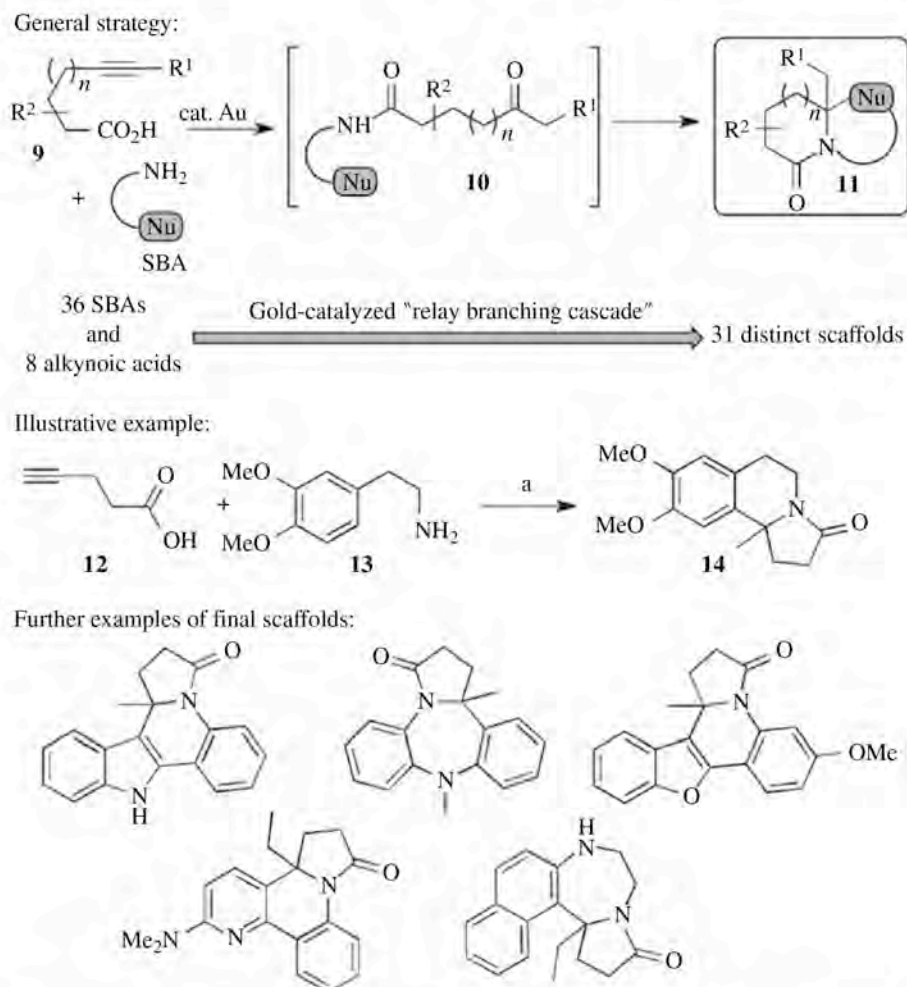 General strategy:
n R¹
R² CO₂H
9
cat. Au
O R² O
NH n R¹
Nu 10
R¹
n Nu
R² N
O 11
+ NH₂
Nu
SBA
36 SBAs
and
8 alkynoic acids
Gold-catalyzed "relay branching cascade"
31 distinct scaffolds
Illustrative example:
O
OH
12
+
MeO
MeO NH₂
13
a
MeO
MeO N O
14
Further examples of final scaffolds:
O
N
N
H
O
N
N
O
N
O OMe
N O
Me₂N N
H
N
N
O